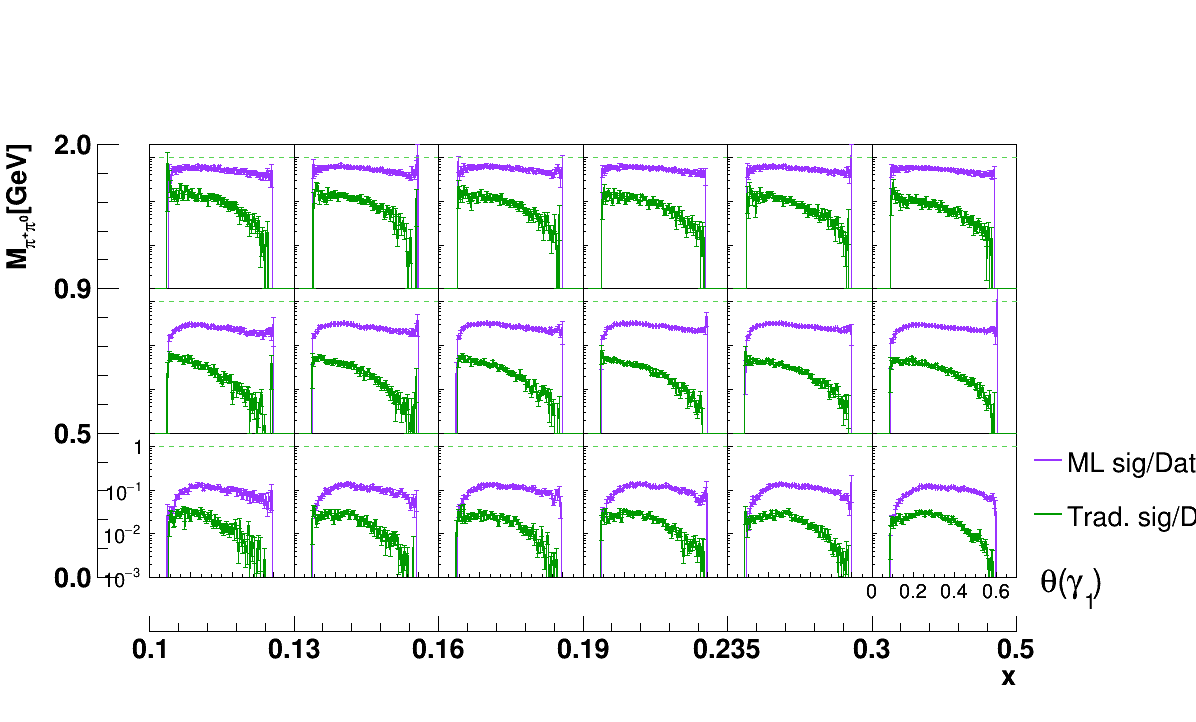 M_{π⁺π⁰}[GeV]
2.0
0.9
0.5
0.0
1
10⁻¹
10⁻²
10⁻³
ML sig/Dat
Trad. sig/D
0 0.2 0.4 0.6
θ(γ₁)
0.1 0.13 0.16 0.19 0.235 0.3 0.5
x